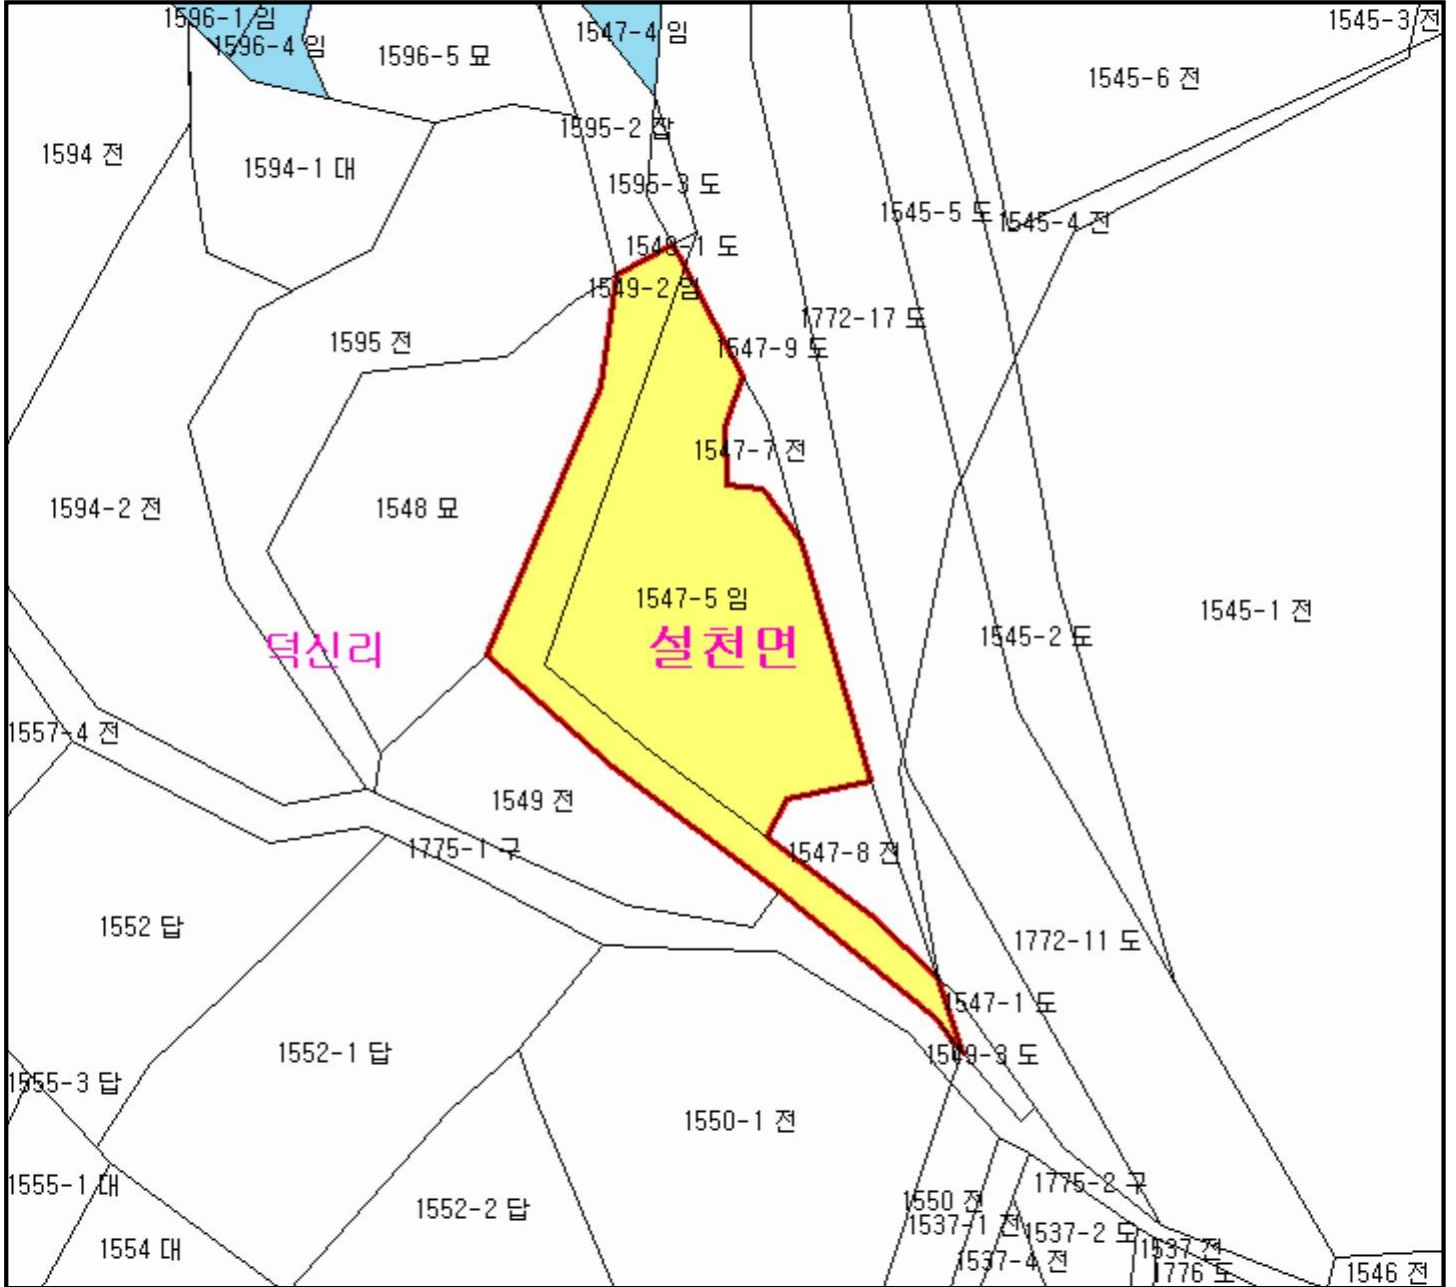 1596-1 임
1545-3 전
1547-4 임
1596-4 임
1596-5 묘
1545-6 전
1595-2 잡
1594 전
1594-1 대
1595-3 도
1545-5 도
1545-4 전
1549-1 도
1549-2 임
1772-17 도
1595 전
1547-9 도
1547-7 전
1594-2 전
1548 묘
1547-5 임
1545-1 전
1545-2 도
덕신리
설천면
1557-4 전
1549 전
1775-1 구
1547-8 전
1552 답
1772-11 도
1547-1 도
1552-1 답
1549-3 도
1555-3 답
1550-1 전
1555-1 대
1775-2 구
1552-2 답
1550 전
1537-1 전
1537-2 도
1554 대
1537 전
1537-4 전
1776 도
1546 전